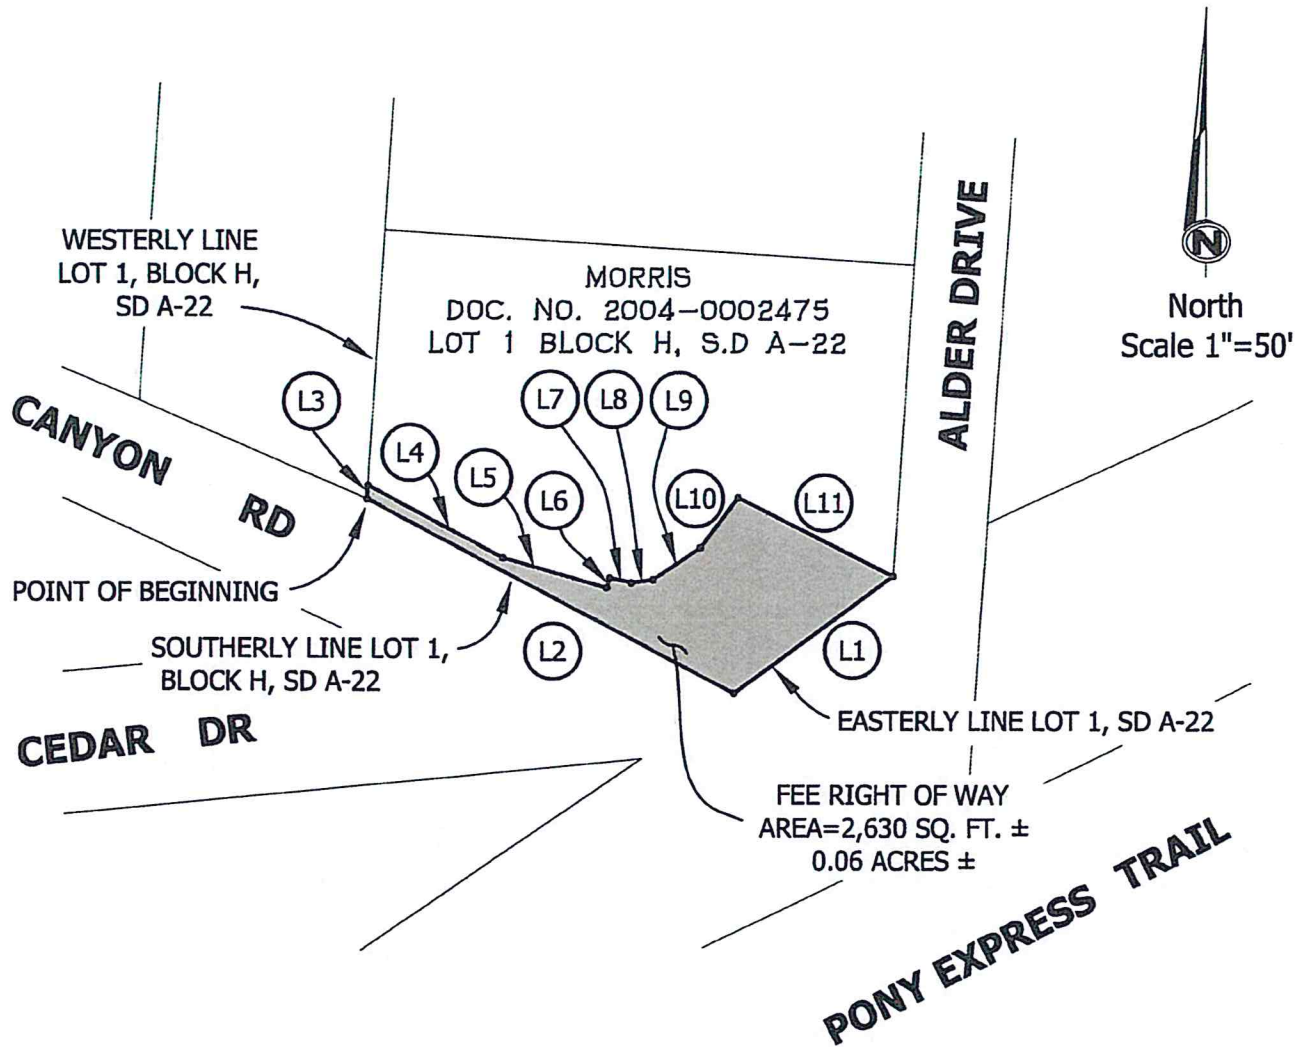 N
North
Scale 1"=50'
WESTERLY LINE
LOT 1, BLOCK H,
SD A-22
MORRIS
DOC. NO. 2004-0002475
LOT 1 BLOCK H, S.D A-22
ALDER DRIVE
CANYON RD
L3
L4
L5
L6
L7
L8
L9
L10
L11
POINT OF BEGINNING
SOUTHERLY LINE LOT 1,
BLOCK H, SD A-22
L2
L1
EASTERLY LINE LOT 1, SD A-22
CEDAR DR
FEE RIGHT OF WAY
AREA=2,630 SQ. FT. ±
0.06 ACRES ±
PONY EXPRESS TRAIL